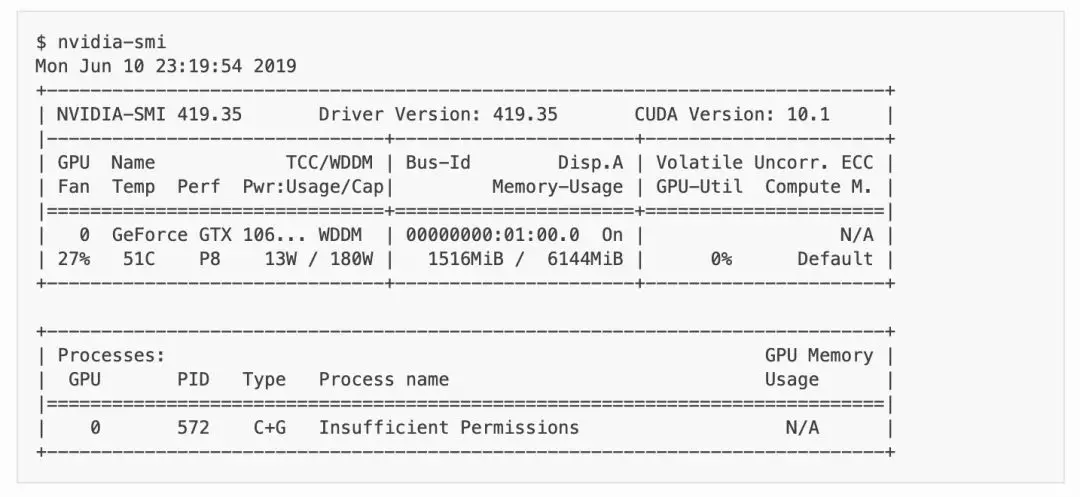 $ nvidia-smi
Mon Jun 10 23:19:54 2019
+-----------------------------------------------------------------------------+
| NVIDIA-SMI 419.35       Driver Version: 419.35       CUDA Version: 10.1     |
|-------------------------------+----------------------+----------------------+
| GPU  Name            TCC/WDDM | Bus-Id        Disp.A | Volatile Uncorr. ECC |
| Fan  Temp  Perf  Pwr:Usage/Cap|         Memory-Usage | GPU-Util  Compute M. |
|===============================+======================+======================|
|   0  GeForce GTX 106... WDDM  | 00000000:01:00.0  On |                  N/A |
| 27%   51C    P8    13W / 180W |   1516MiB /  6144MiB |      0%      Default |
+-------------------------------+----------------------+----------------------+

+-----------------------------------------------------------------------------+
| Processes:                                                       GPU Memory |
|  GPU       PID   Type   Process name                             Usage      |
|=============================================================================|
|    0       572    C+G   Insufficient Permissions                   N/A      |
+-----------------------------------------------------------------------------+